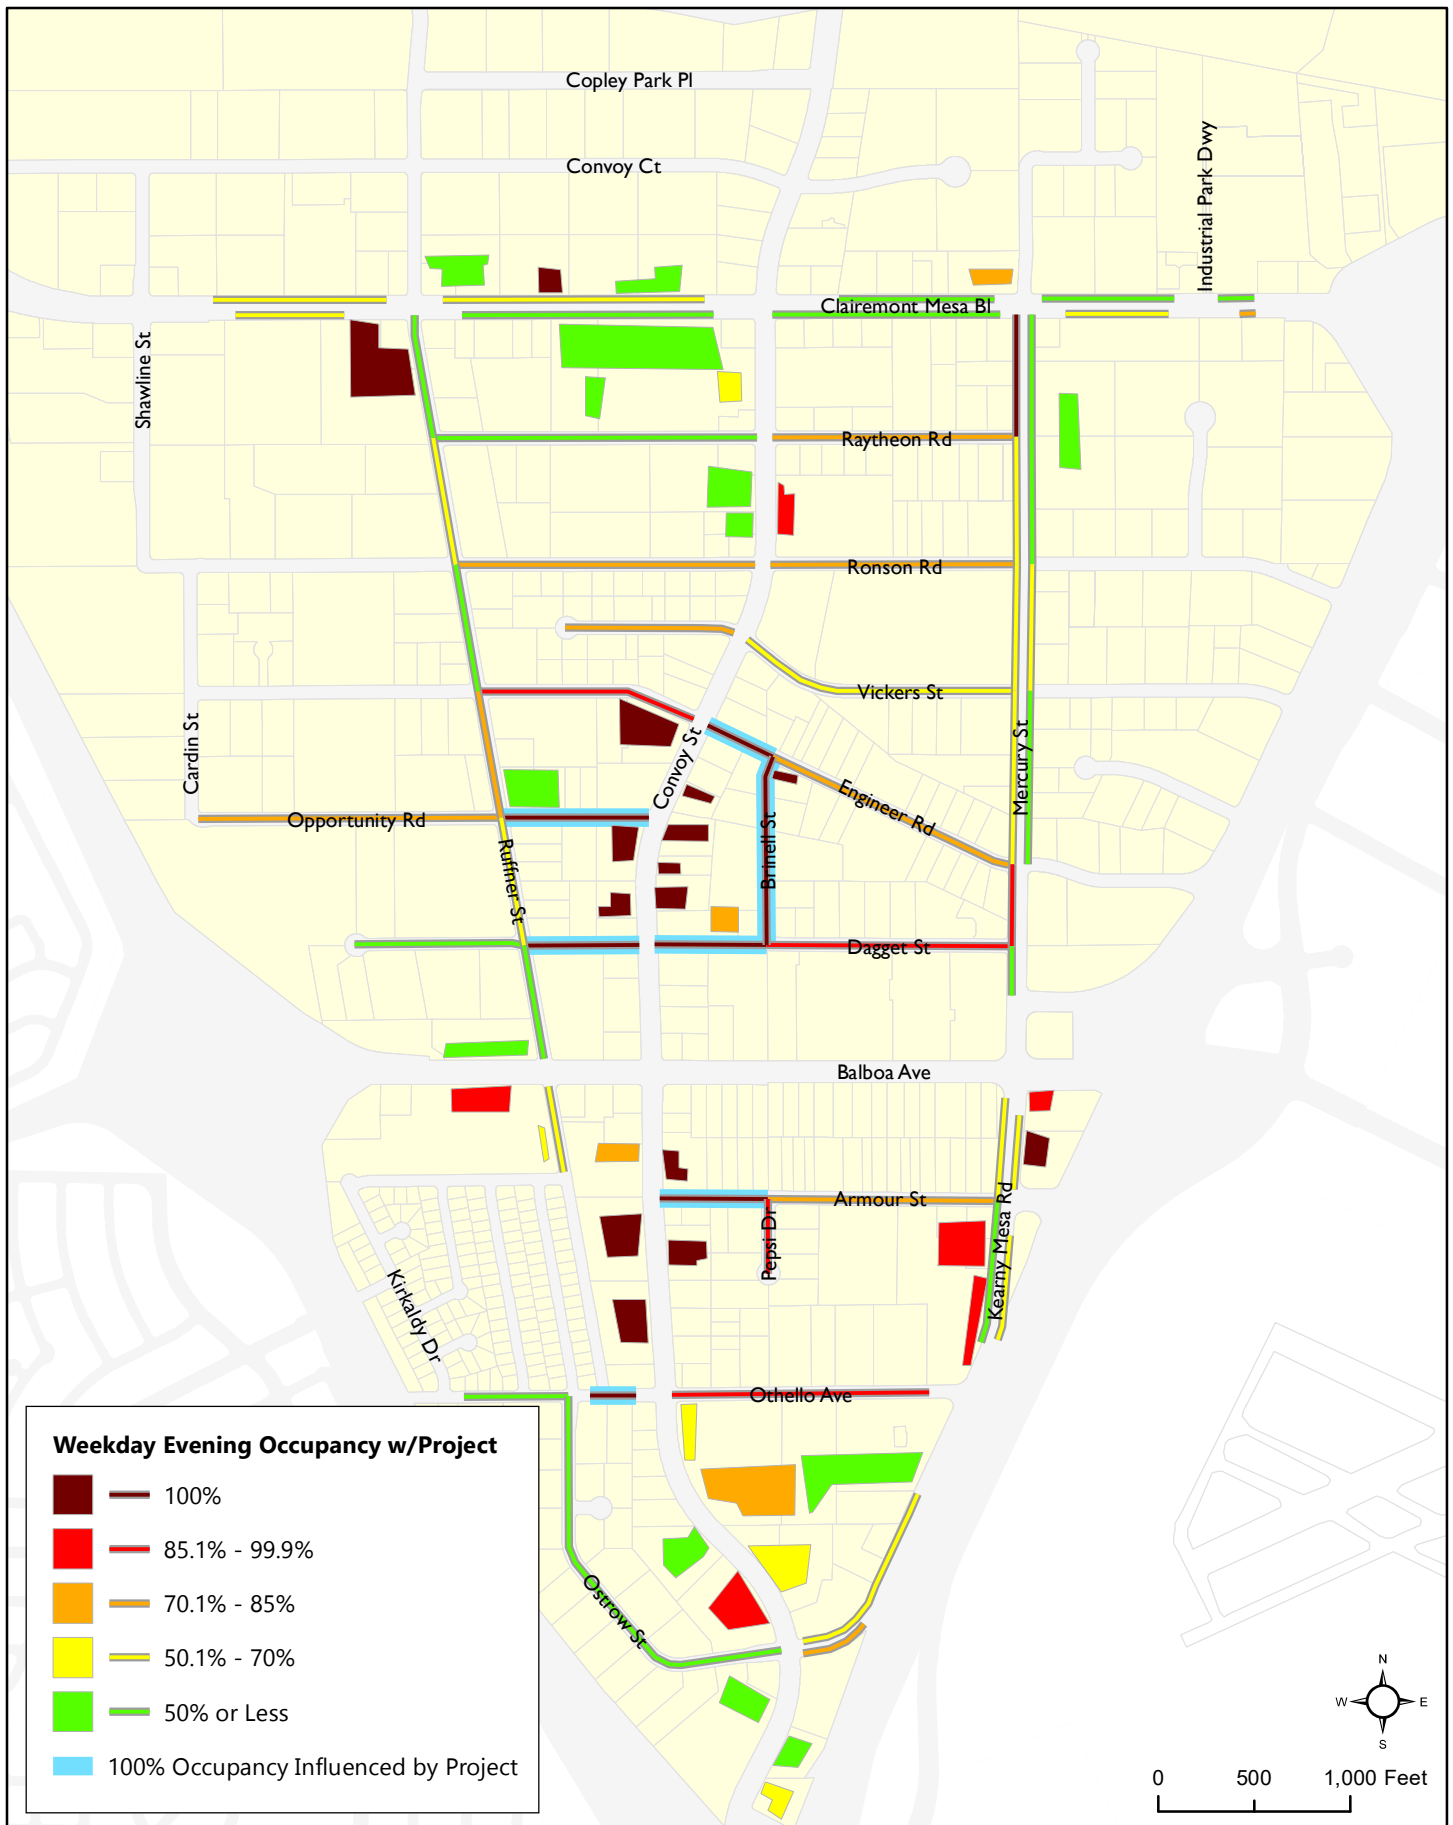 Copley Park Pl
Convoy Ct
Industrial Park Dwy
Clairemont Mesa Bl
Shawline St
Raytheon Rd
Ronson Rd
Vickers St
Cardin St
Convoy St
Mercury St
Engineer Rd
Opportunity Rd
Brinell St
Ruffner St
Dagget St
Balboa Ave
Armour St
Pepsi Dr
Kearny Mesa Rd
Kirkaldy Dr
Othello Ave
Ostrow St
Weekday Evening Occupancy w/Project
100%
85.1% - 99.9%
70.1% - 85%
50.1% - 70%
50% or Less
100% Occupancy Influenced by Project
N
W E
S
0 500 1,000 Feet